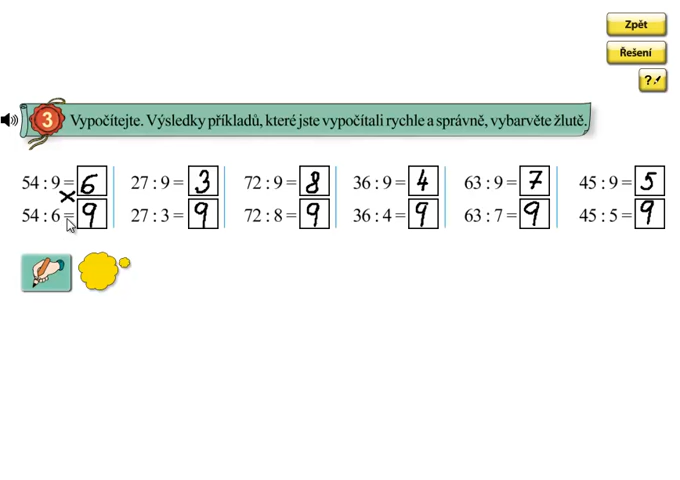 Zpět
Řešení
?
3 Vypočítejte. Výsledky příkladů, které jste vypočítali rychle a správně, vybarvěte žlutě.
54 : 9 = 6 27 : 9 = 3 72 : 9 = 8 36 : 9 = 4 63 : 9 = 7 45 : 9 = 5
54 : 6 = 9 27 : 3 = 9 72 : 8 = 9 36 : 4 = 9 63 : 7 = 9 45 : 5 = 9